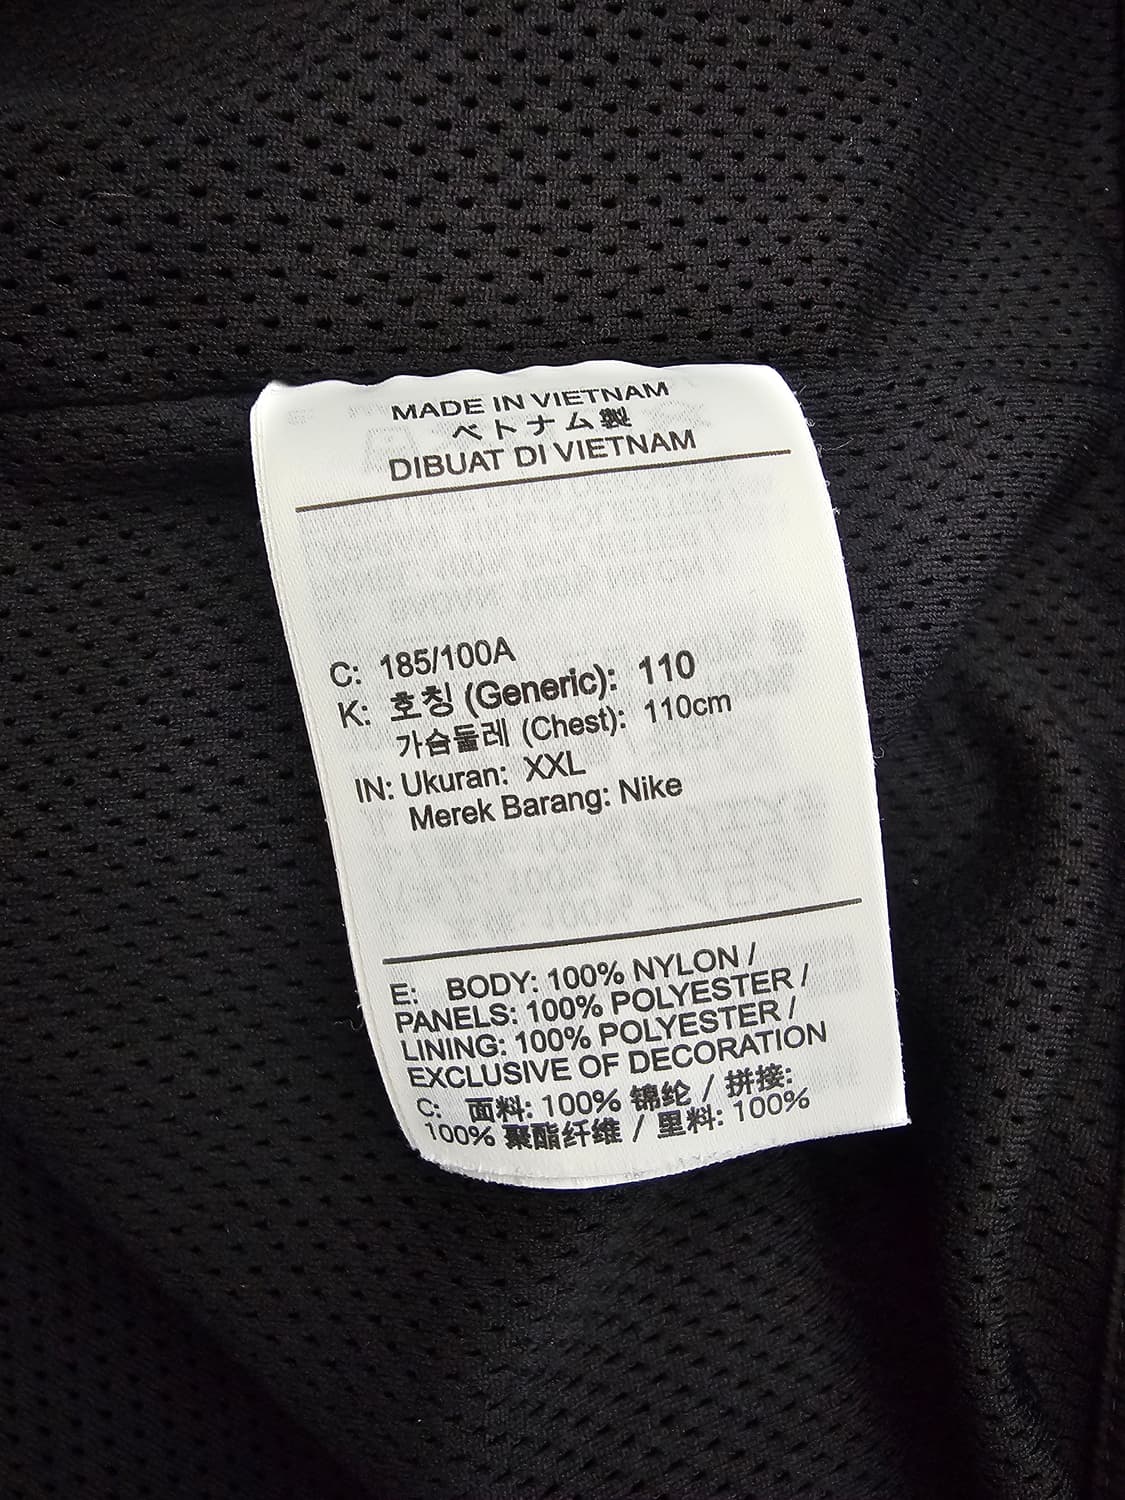 MADE IN VIETNAM
ベトナム製
DIBUAT DI VIETNAM
C: 185/100A
K: 호칭 (Generic): 110
가슴둘레 (Chest): 110cm
IN: Ukuran: XXL
Merek Barang: Nike
E: BODY: 100% NYLON /
PANELS: 100% POLYESTER /
LINING: 100% POLYESTER /
EXCLUSIVE OF DECORATION
C: 面料: 100% 锦纶 / 拼接:
100% 聚酯纤维 / 里料: 100%